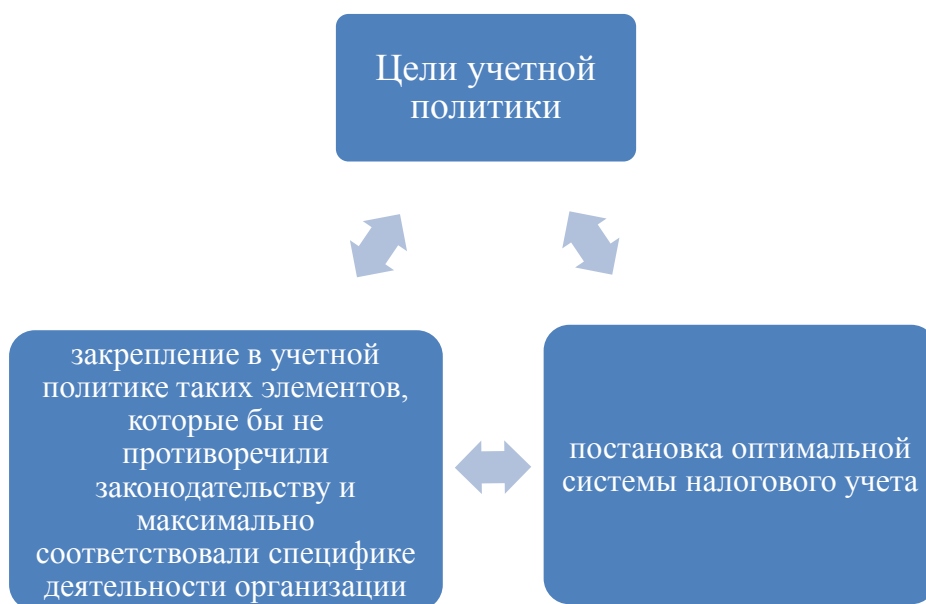 Цели учетной
политики
закрепление в учетной
политике таких элементов,
которые бы не
противоречили
законодательству и
максимально
соответствовали специфике
деятельности организации
постановка оптимальной
системы налогового учета